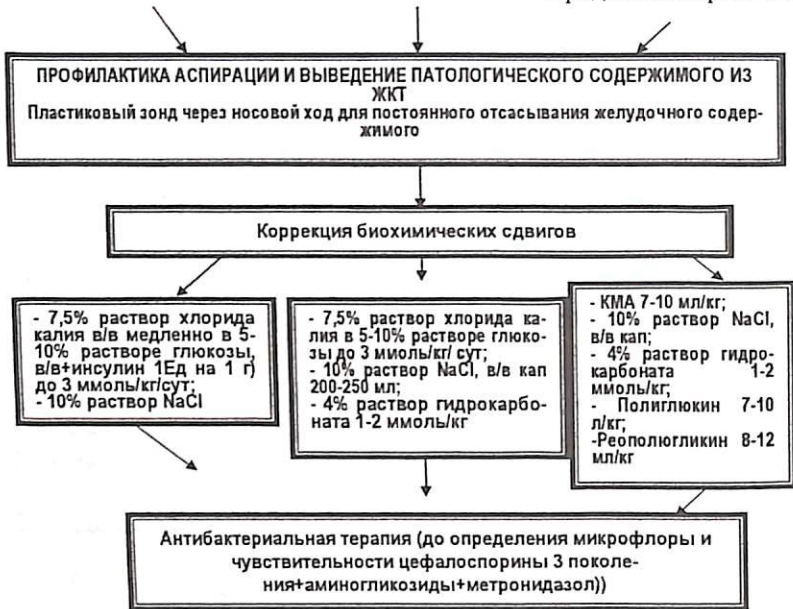 ПРОФИЛАКТИКА АСПИРАЦИИ И ВЫВЕДЕНИЕ ПАТОЛОГИЧЕСКОГО СОДЕРЖИМОГО ИЗ
ЖКТ
Пластиковый зонд через носовой ход для постоянного отсасывания желудочного содер-
жимого
Коррекция биохимических сдвигов
- 7,5% раствор хлорида
калия в/в медленно в 5-
10% растворе глюкозы,
в/в+инсулин 1Ед на 1 г)
до 3 ммоль/кг/сут;
- 10% раствор NaCl
- 7,5% раствор хлорида ка-
лия в 5-10% растворе глюко-
зы до 3 ммоль/кг/ сут;
- 10% раствор NaCl, в/в кап
200-250 мл;
- 4% раствор гидрокарбо-
ната 1-2 ммоль/кг
- КМА 7-10 мл/кг;
- 10% раствор NaCl,
в/в кап;
- 4% раствор гидро-
карбоната 1-2
ммоль/кг;
- Полиглюкин 7-10
л/кг;
-Реополюгликин 8-12
мл/кг
Антибактериальная терапия (до определения микрофлоры и
чувствительности цефалоспорины 3 поколе-
ния+аминогликозиды+метронидазол))